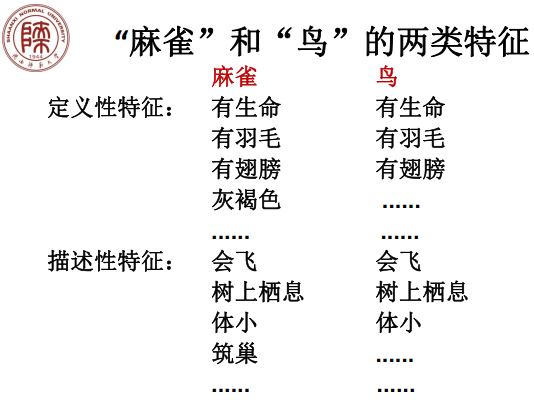 SHAANXI NORMAL UNIVERSITY
1944
“麻雀”和“鸟”的两类特征
麻雀 鸟
定义性特征： 有生命 有生命
有羽毛 有羽毛
有翅膀 有翅膀
灰褐色 ......
...... ......
描述性特征： 会飞 会飞
树上栖息 树上栖息
体小 体小
筑巢 ......
...... ......